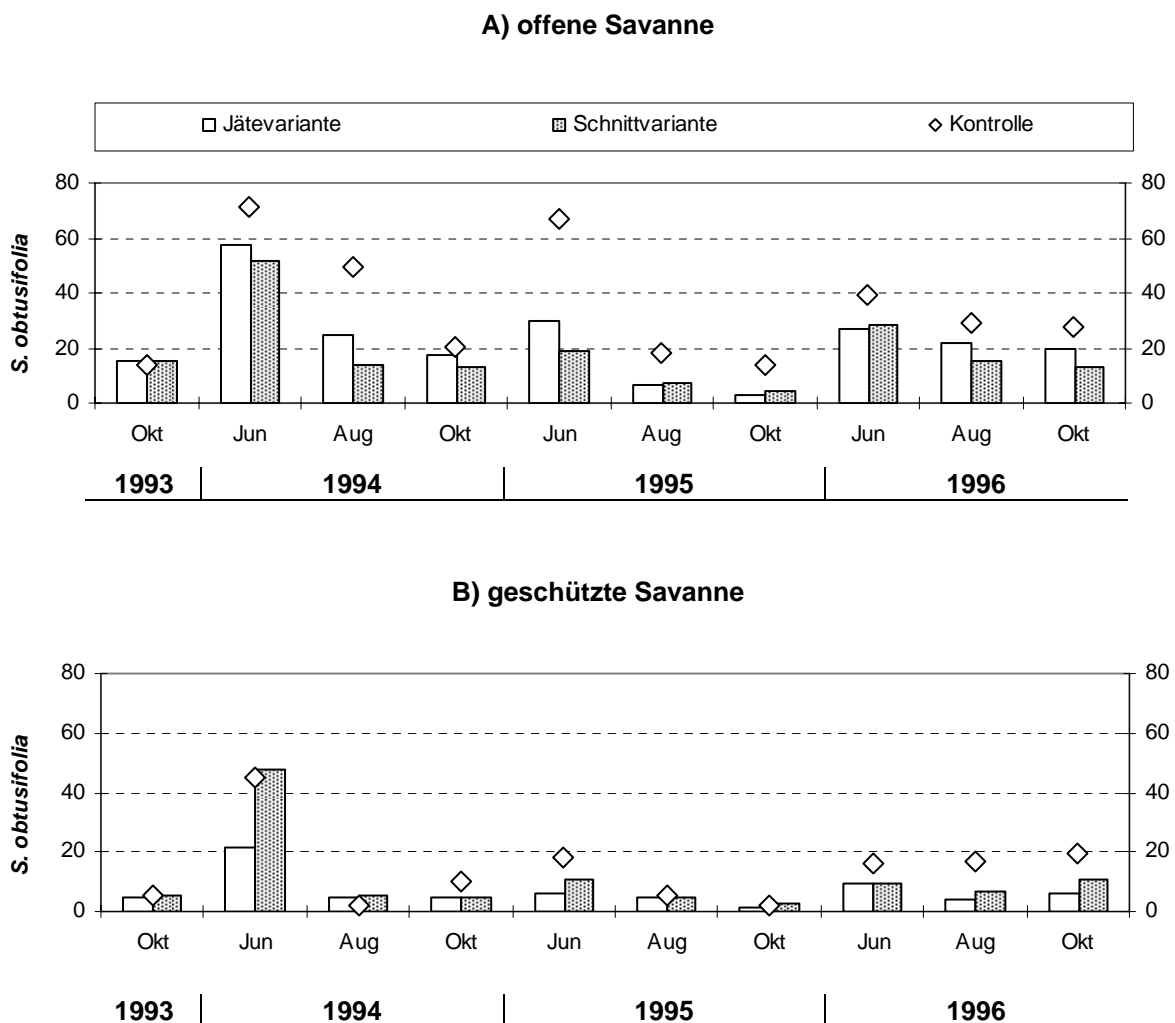 A) offene Savanne
Jätevariante Schnittvariante Kontrolle
80 80
60 60
40 40
20 20
0 0
S. obtusifolia
Okt Jun Aug Okt Jun Aug Okt Jun Aug Okt
1993 1994 1995 1996
B) geschützte Savanne
80 80
60 60
40 40
20 20
0 0
S. obtusifolia
Okt Jun Aug Okt Jun Aug Okt Jun Aug Okt
1993 1994 1995 1996